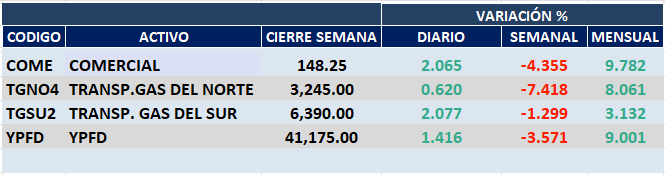 VARIACIÓN %
CODIGO ACTIVO CIERRE SEMANA DIARIO SEMANAL MENSUAL
COME COMERCIAL 148.25 2.065 -4.355 9.782
TGNO4 TRANSP.GAS DEL NORTE 3,245.00 0.620 -7.418 8.061
TGSU2 TRANSP. GAS DEL SUR 6,390.00 2.077 -1.299 3.132
YPFD YPFD 41,175.00 1.416 -3.571 9.001